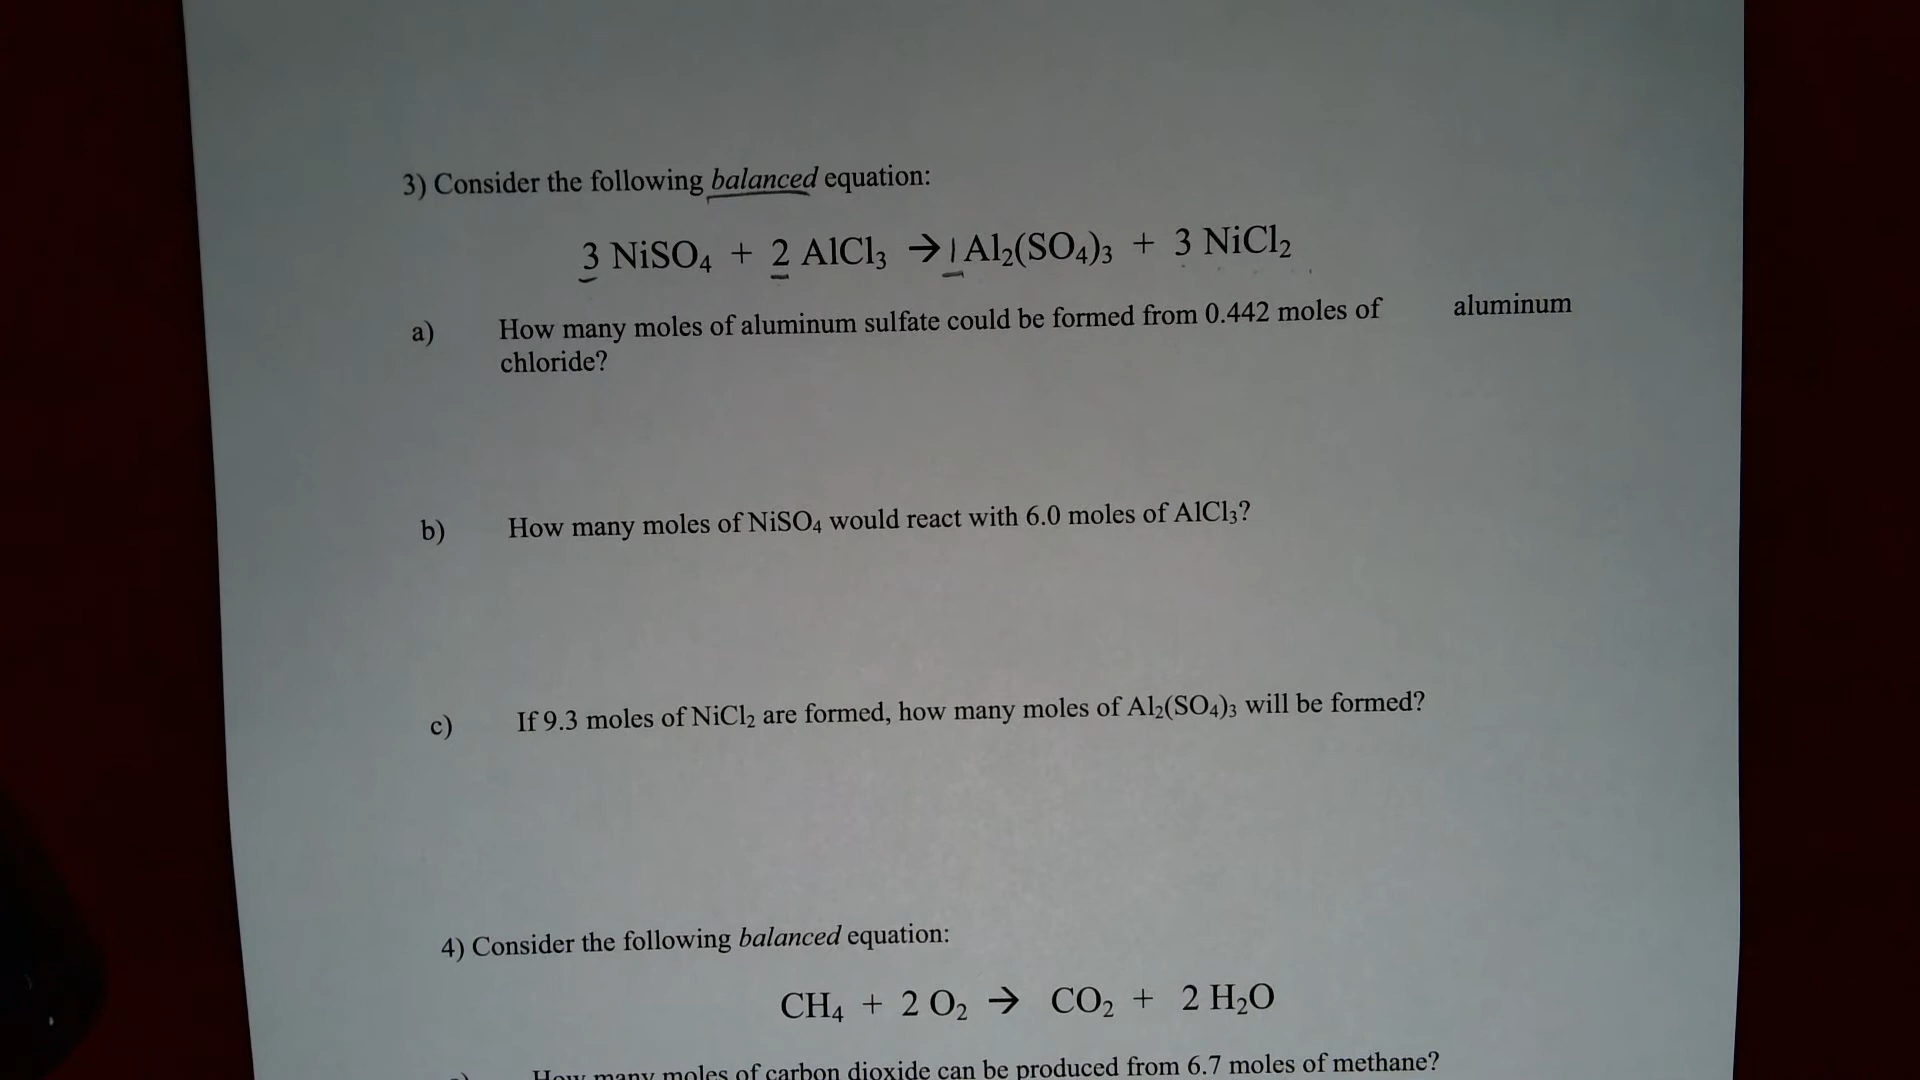 3) Consider the following balanced equation:
3 NiSO₄ + 2 AlCl₃ → 1 Al₂(SO₄)₃ + 3 NiCl₂
a) How many moles of aluminum sulfate could be formed from 0.442 moles of aluminum
chloride?
b) How many moles of NiSO₄ would react with 6.0 moles of AlCl₃?
c) If 9.3 moles of NiCl₂ are formed, how many moles of Al₂(SO₄)₃ will be formed?
4) Consider the following balanced equation:
CH₄ + 2 O₂ → CO₂ + 2 H₂O
How many moles of carbon dioxide can be produced from 6.7 moles of methane?